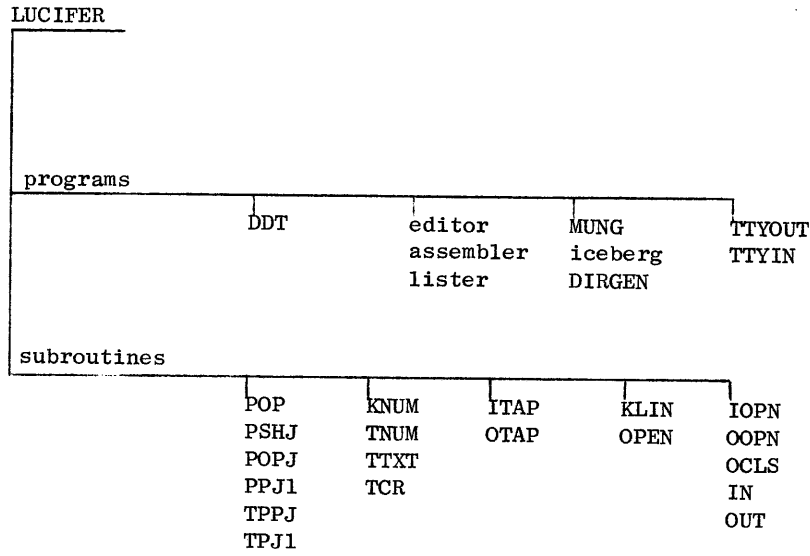 LUCIFER
programs
DDT editor MUNG TTYOUT
assembler iceberg TTYIN
lister DIRGEN
subroutines
POP KNUM ITAP KLIN IOPN
PSHJ TNUM OTAP OPEN OOPN
POPJ TTXT OCLS
PPJ1 TCR IN
TPPJ OUT
TPJ1